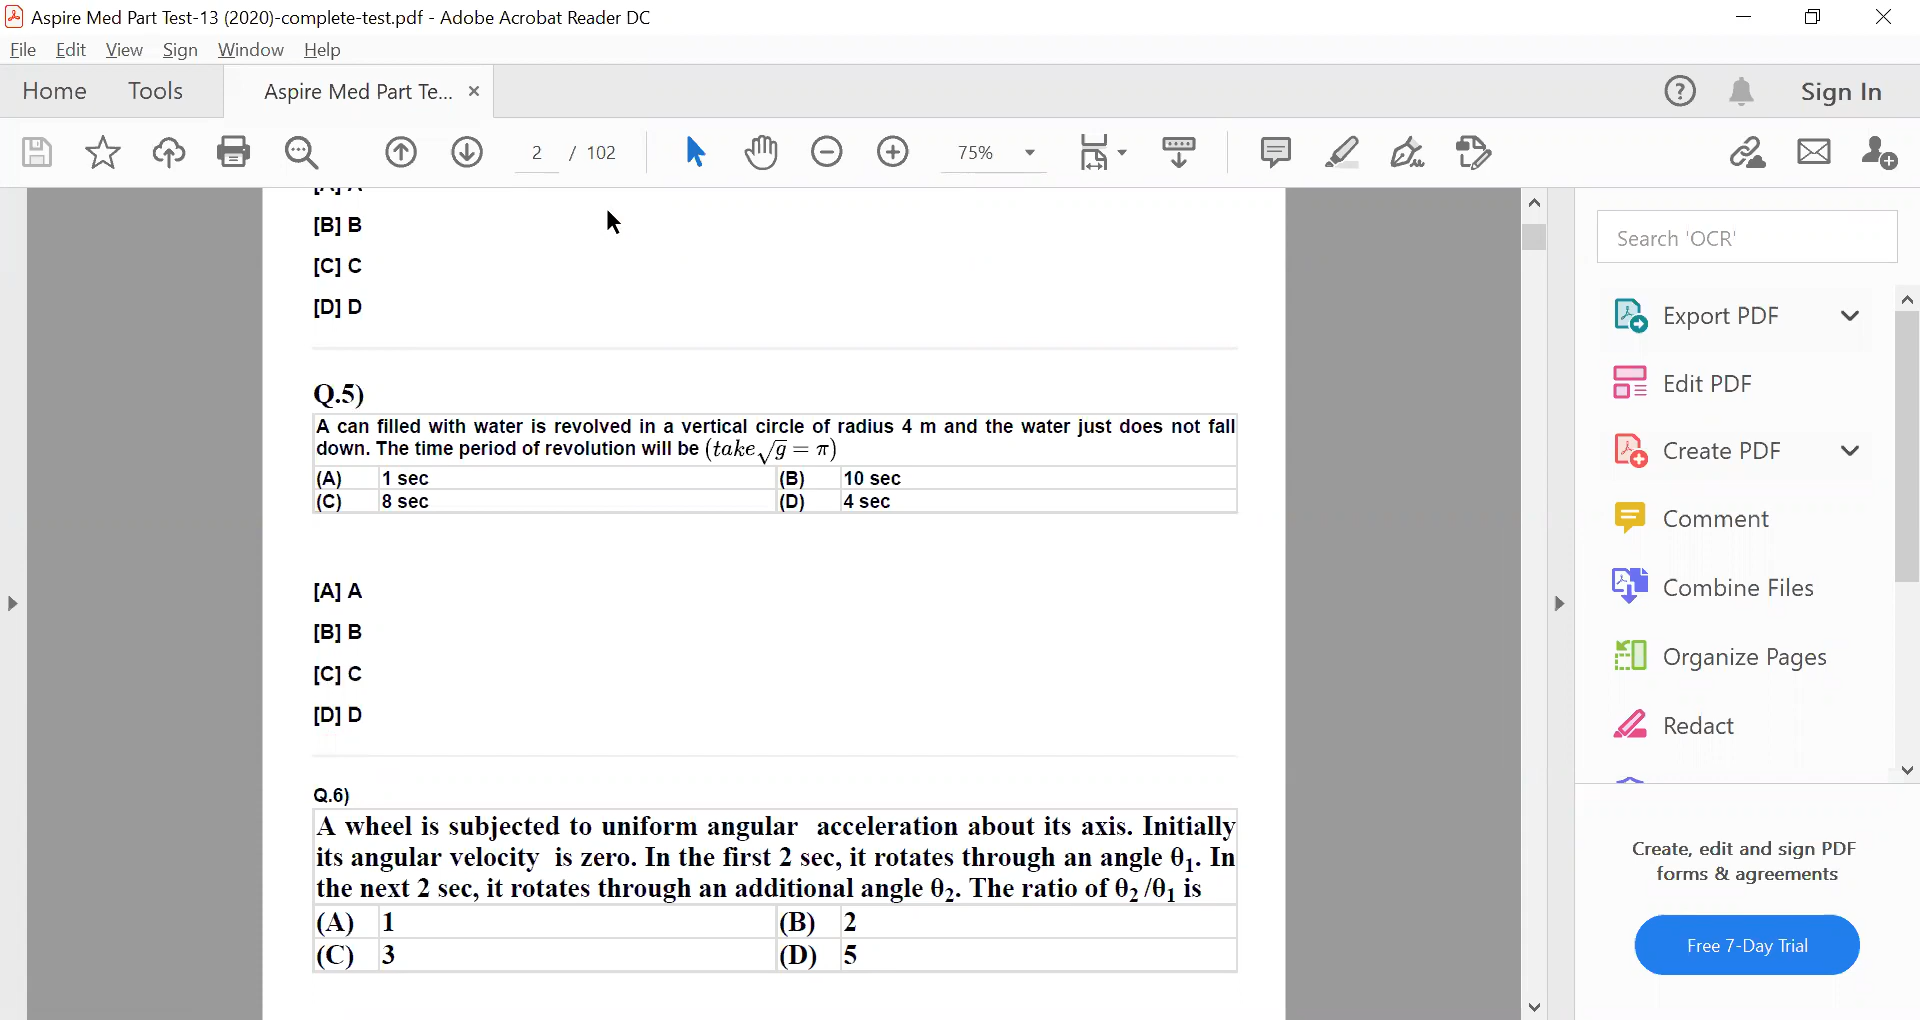 Aspire Med Part Test-13 (2020)-complete-test.pdf - Adobe Acrobat Reader DC
File Edit View Sign Window Help
Home Tools Aspire Med Part Te... × Sign In
2 / 102 75%
[B] B
[C] C
[D] D
Q.5)
A can filled with water is revolved in a vertical circle of radius 4 m and the water just does not fall
down. The time period of revolution will be (take √g = π)
(A) 1 sec (B) 10 sec
(C) 8 sec (D) 4 sec
[A] A
[B] B
[C] C
[D] D
Q.6)
A wheel is subjected to uniform angular acceleration about its axis. Initially
its angular velocity is zero. In the first 2 sec, it rotates through an angle θ₁. In
the next 2 sec, it rotates through an additional angle θ₂. The ratio of θ₂ /θ₁ is
(A) 1 (B) 2
(C) 3 (D) 5
Search 'OCR'
Export PDF
Edit PDF
Create PDF
Comment
Combine Files
Organize Pages
Redact
Create, edit and sign PDF
forms & agreements
Free 7-Day Trial